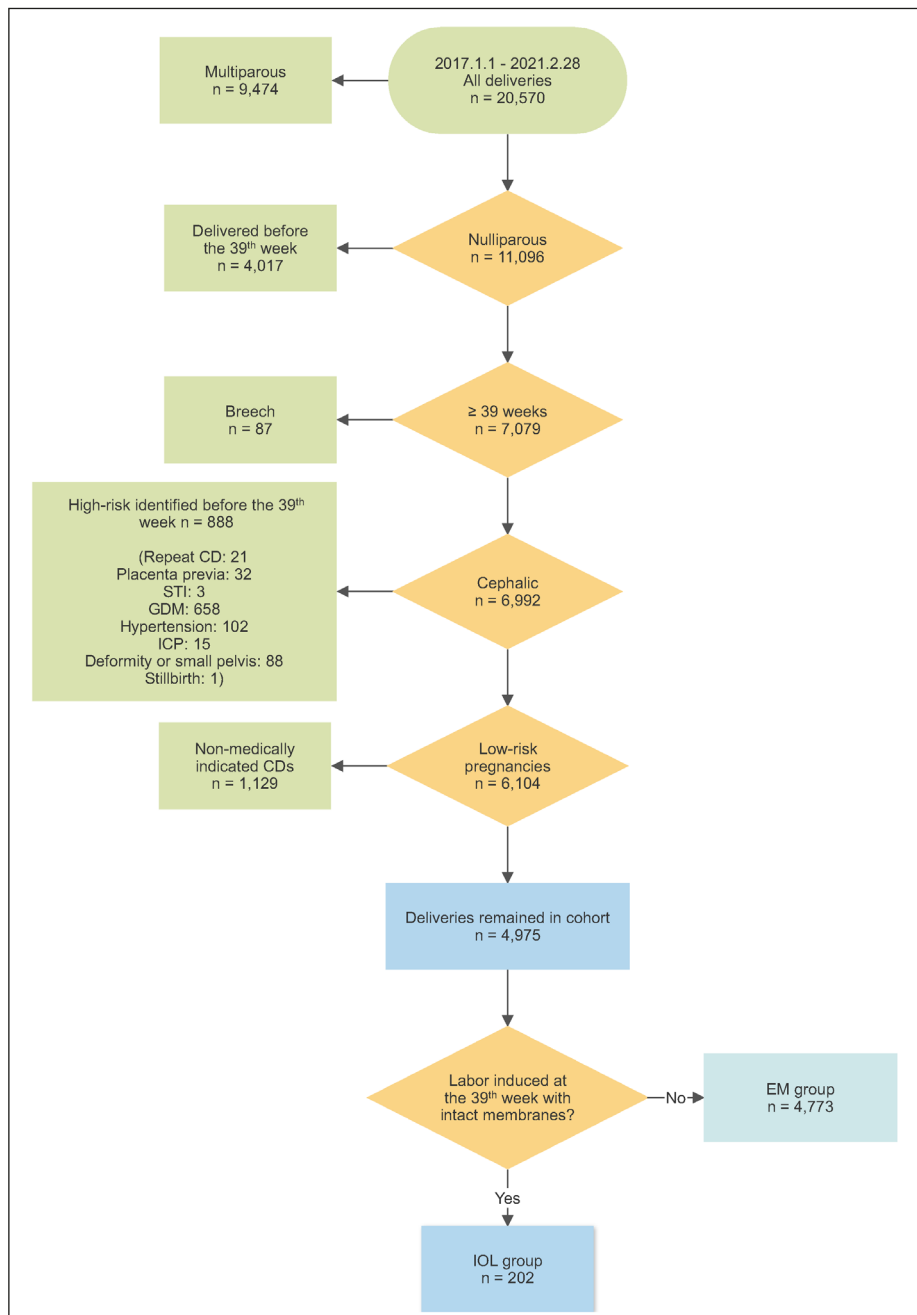 2017.1.1 - 2021.2.28
All deliveries
n = 20,570
Multiparous
n = 9,474
Nulliparous
n = 11,096
Delivered before
the 39th week
n = 4,017
≥ 39 weeks
n = 7,079
Breech
n = 87
Cephalic
n = 6,992
High-risk identified before the 39th
week n = 888
(Repeat CD: 21
Placenta previa: 32
STI: 3
GDM: 658
Hypertension: 102
ICP: 15
Deformity or small pelvis: 88
Stillbirth: 1)
Low-risk
pregnancies
n = 6,104
Non-medically
indicated CDs
n = 1,129
Deliveries remained in cohort
n = 4,975
Labor induced at
the 39th week with
intact membranes?
No
EM group
n = 4,773
Yes
IOL group
n = 202